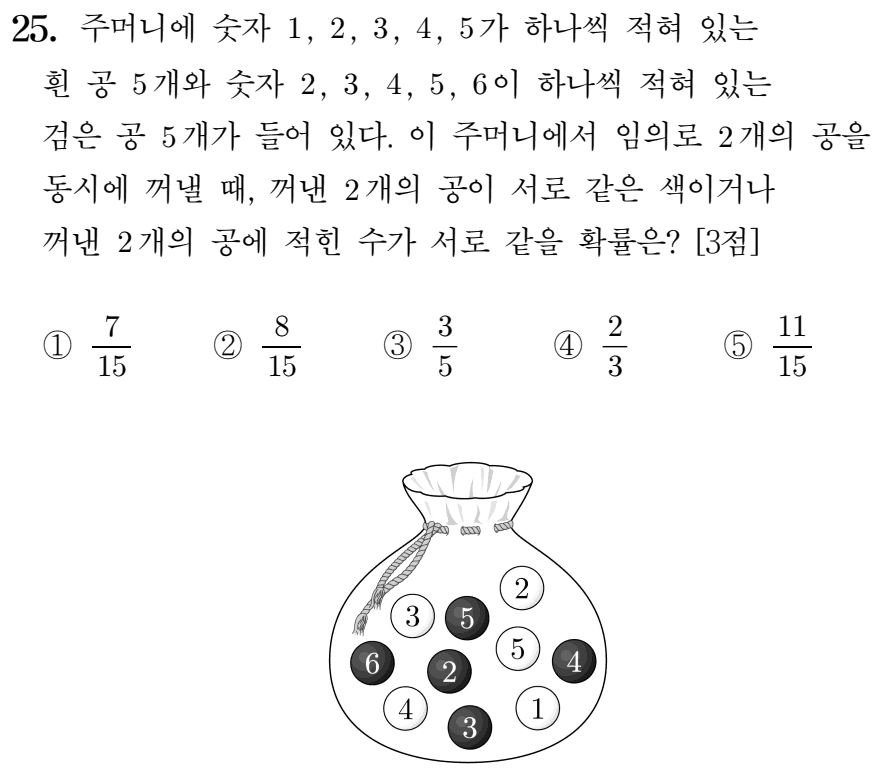 25. 주머니에 숫자 1, 2, 3, 4, 5가 하나씩 적혀 있는
흰 공 5개와 숫자 2, 3, 4, 5, 6이 하나씩 적혀 있는
검은 공 5개가 들어 있다. 이 주머니에서 임의로 2개의 공을
동시에 꺼낼 때, 꺼낸 2개의 공이 서로 같은 색이거나
꺼낸 2개의 공에 적힌 수가 서로 같을 확률은? [3점]
① 7/15 ② 8/15 ③ 3/5 ④ 2/3 ⑤ 11/15
2
3 5
5
6 2 4
4 1
3